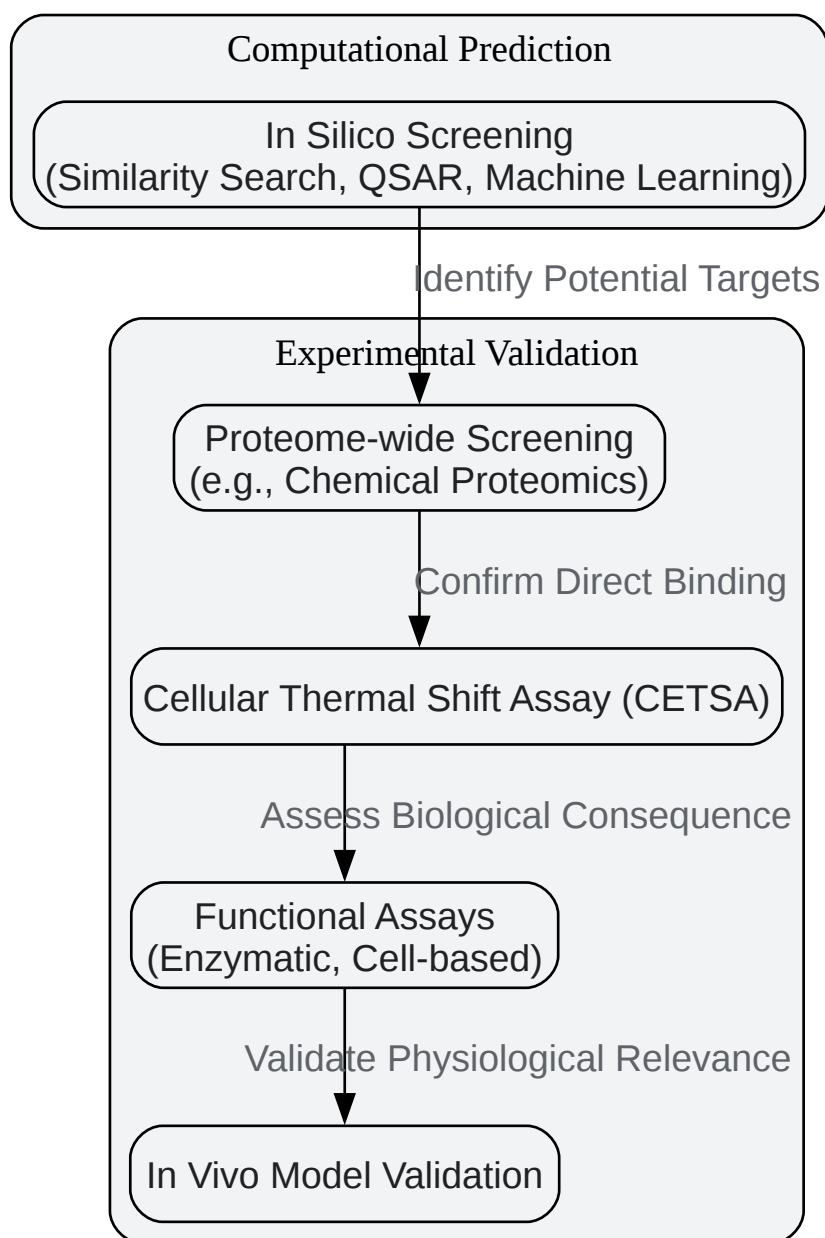 Computational Prediction
In Silico Screening
(Similarity Search, QSAR, Machine Learning)
Identify Potential Targets
Experimental Validation
Proteome-wide Screening
(e.g., Chemical Proteomics)
Confirm Direct Binding
Cellular Thermal Shift Assay (CETSA)
Assess Biological Consequence
Functional Assays
(Enzymatic, Cell-based)
Validate Physiological Relevance
In Vivo Model Validation